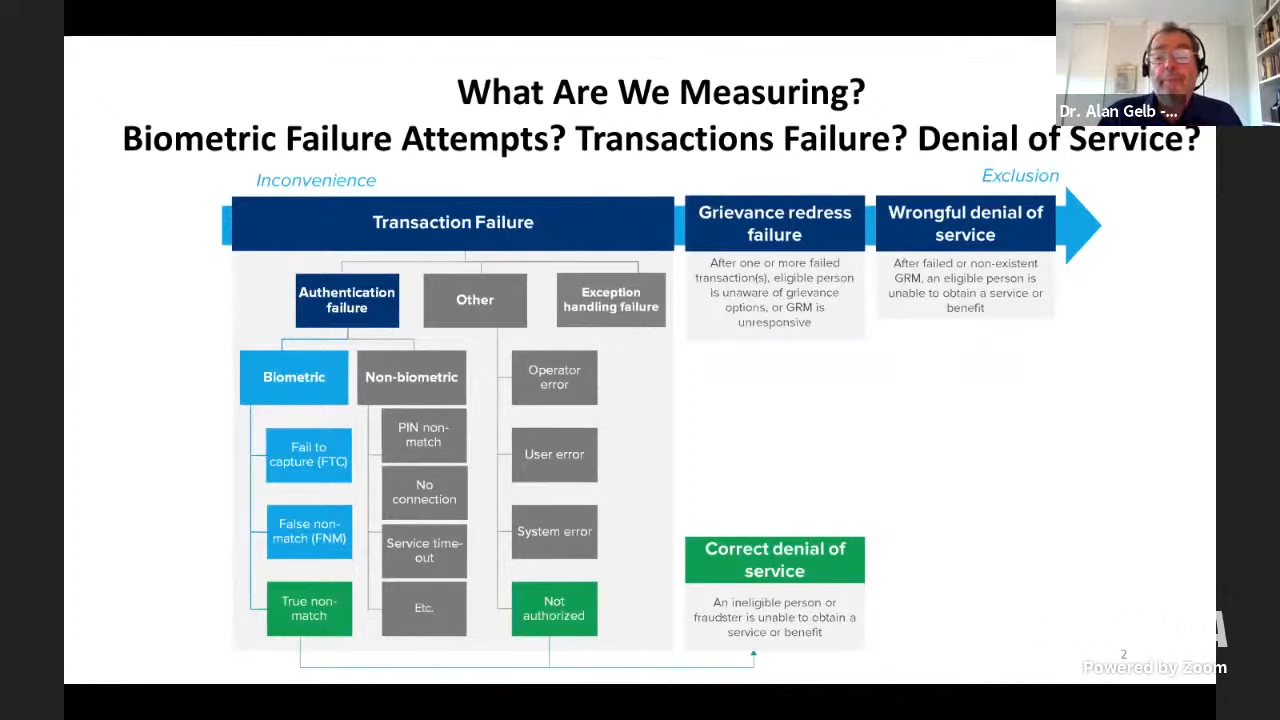 What Are We Measuring?
Biometric Failure Attempts? Transactions Failure? Denial of Service?
Dr. Alan Gelb -...
Inconvenience
Exclusion
Transaction Failure
Grievance redress
failure
Wrongful denial of
service
After one or more failed
transaction(s), eligible person
is unaware of grievance
options, or GRM is
unresponsive
After failed or non-existent
GRM, an eligible person is
unable to obtain a service or
benefit
Authentication
failure
Other
Exception
handling failure
Biometric
Non-biometric
Operator
error
PIN non-
match
Fail to
capture (FTC)
User error
No
connection
False non-
match (FNM)
Service time-
out
System error
True non-
match
Etc.
Not
authorized
Correct denial of
service
An ineligible person or
fraudster is unable to obtain a
service or benefit
A
2
Powered by Zoom